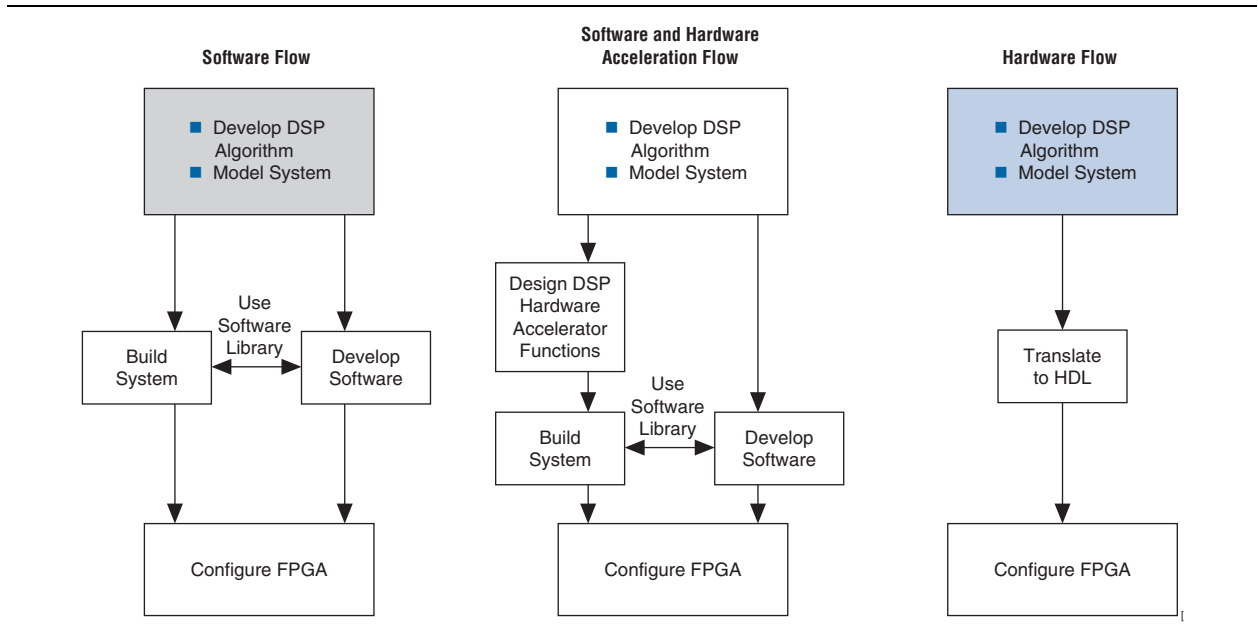 Software Flow
Develop DSP
Algorithm
Model System
Use
Software
Library
Build
System
Develop
Software
Configure FPGA
Software and Hardware
Acceleration Flow
Develop DSP
Algorithm
Model System
Design DSP
Hardware
Accelerator
Functions
Use
Software
Library
Build
System
Develop
Software
Configure FPGA
Hardware Flow
Develop DSP
Algorithm
Model System
Translate
to HDL
Configure FPGA
[